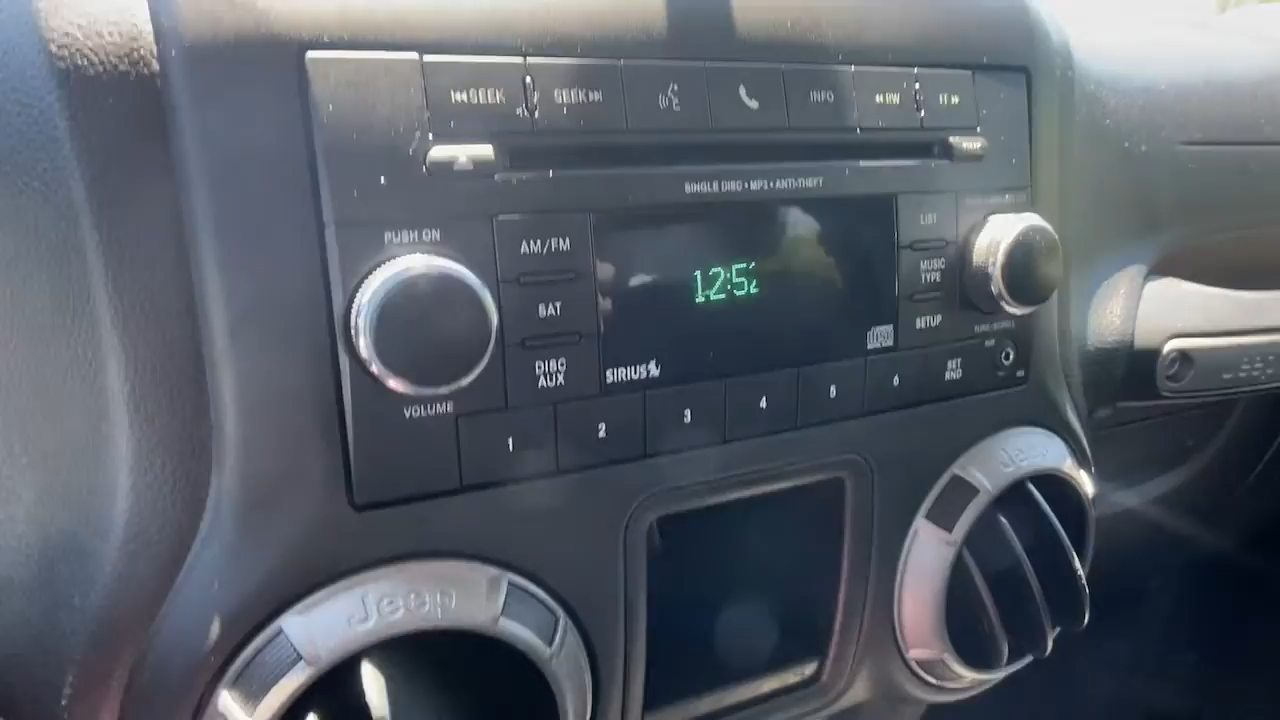 SEEK
SEEK
INFO
RW
FF
SINGLE DISC • MP3 • ANTI-THEFT
PUSH ON
AM/FM
SAT
DISC
AUX
12:52
LIST
MUSIC
TYPE
SETUP
SIRIUS
VOLUME
1
2
3
4
5
6
SET
RND
Jeep
Jeep